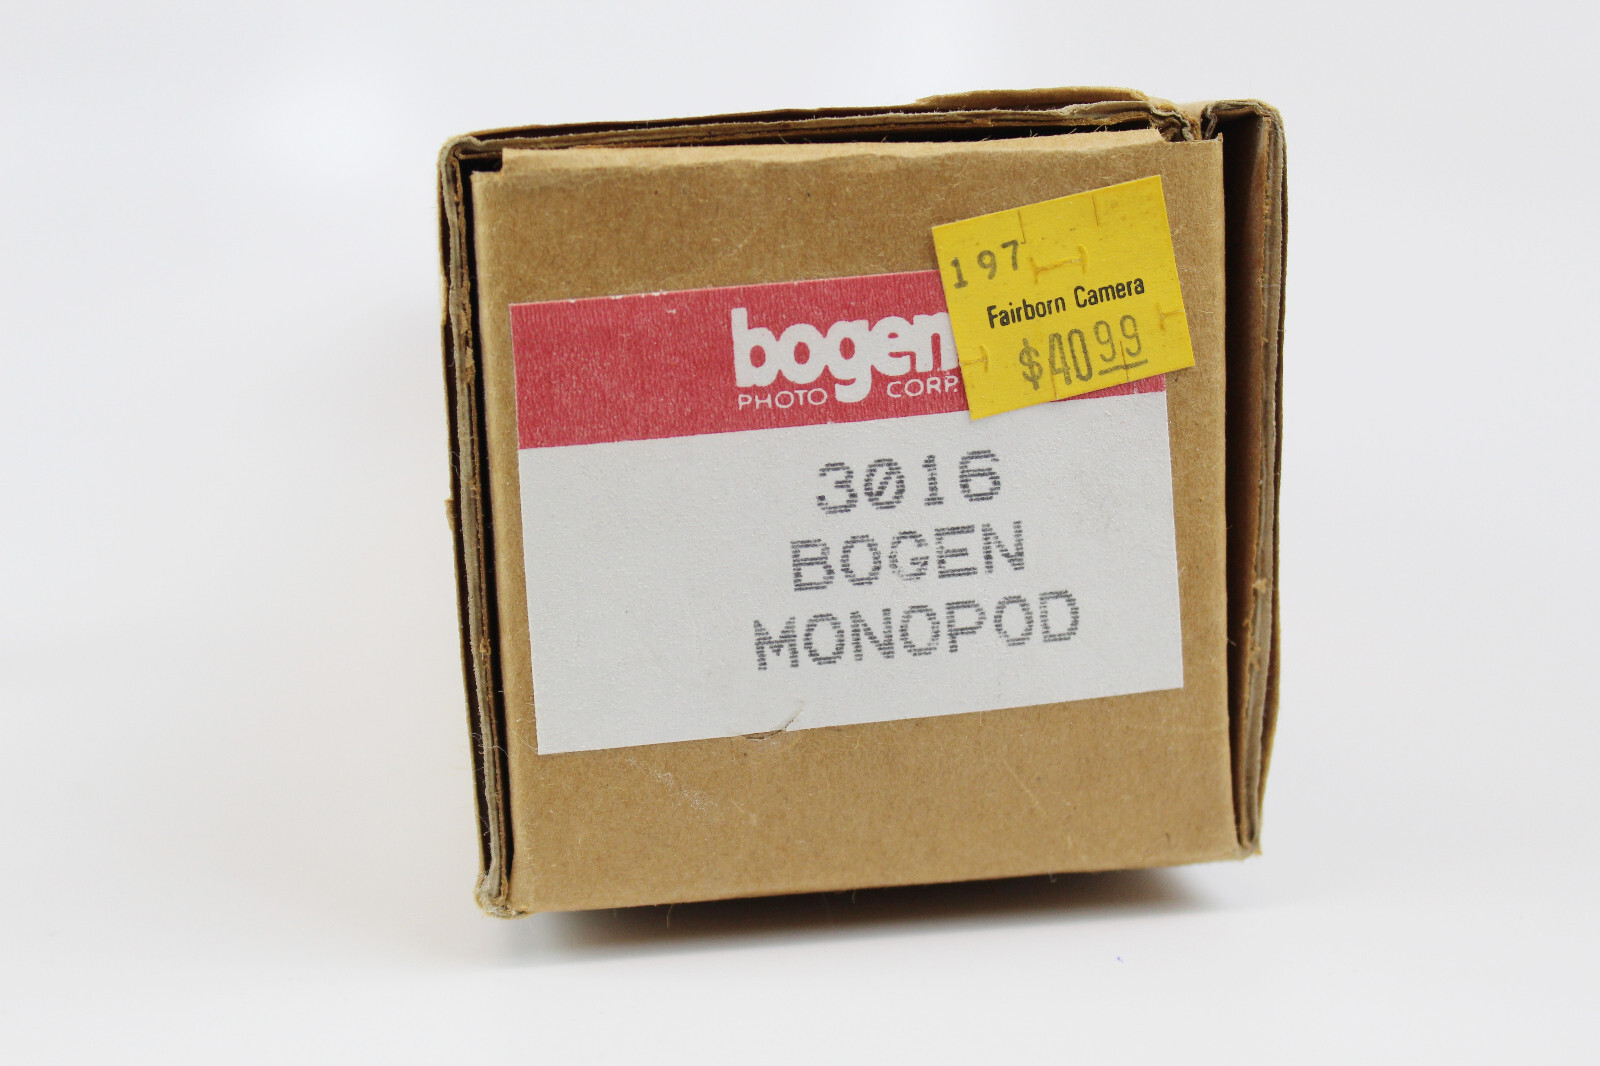 197
Fairborn Camera
$40.99
bogen
PHOTO CORP.
3016
BOGEN
MONOPOD